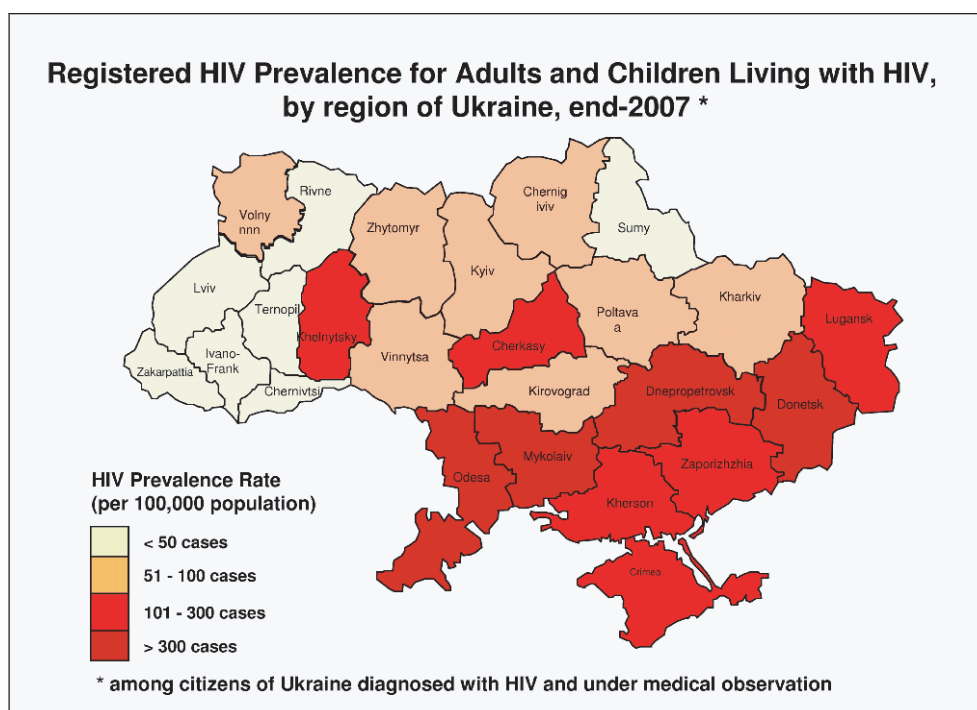 Registered HIV Prevalence for Adults and Children Living with HIV,
by region of Ukraine, end-2007 *
Volny
nnn
Rivne
Zhytomyr
Chernig
iviv
Sumy
Kyiv
Lviv
Ternopil
Khelnytsky
Poltava
a
Kharkiv
Lugansk
Cherkasy
Vinnytsa
Ivano-
Frank
Zakarpattia
Chernivtsi
Kirovograd
Dnepropetrovsk
Donetsk
Mykolaiv
Odesa
Zaporizhzhia
Kherson
Crimea
HIV Prevalence Rate
(per 100,000 population)
< 50 cases
51 - 100 cases
101 - 300 cases
> 300 cases
* among citizens of Ukraine diagnosed with HIV and under medical observation